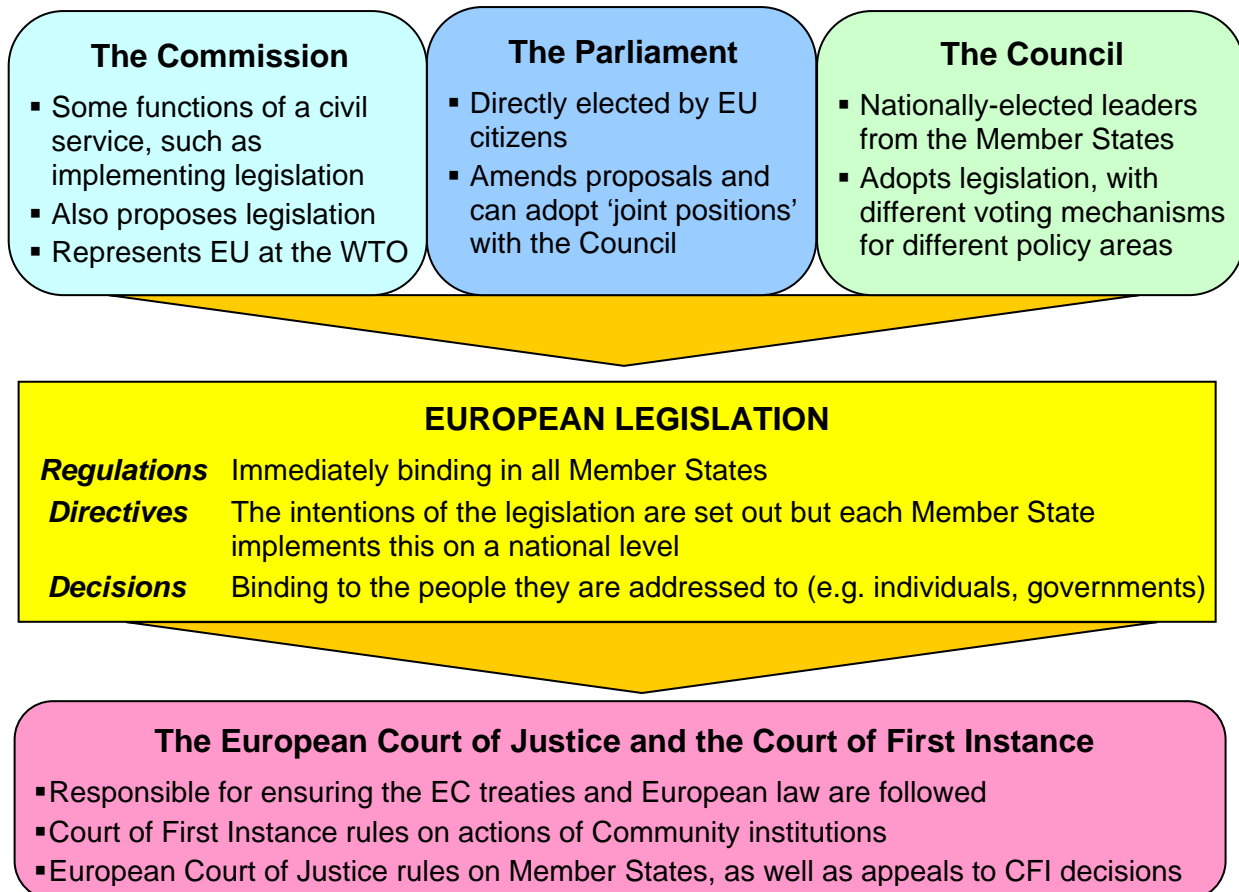 The Commission
▪ Some functions of a civil
service, such as
implementing legislation
▪ Also proposes legislation
▪ Represents EU at the WTO
The Parliament
▪ Directly elected by EU
citizens
▪ Amends proposals and
can adopt ‘joint positions’
with the Council
The Council
▪ Nationally-elected leaders
from the Member States
▪ Adopts legislation, with
different voting mechanisms
for different policy areas
EUROPEAN LEGISLATION
Regulations Immediately binding in all Member States
Directives The intentions of the legislation are set out but each Member State
implements this on a national level
Decisions Binding to the people they are addressed to (e.g. individuals, governments)
The European Court of Justice and the Court of First Instance
▪Responsible for ensuring the EC treaties and European law are followed
▪Court of First Instance rules on actions of Community institutions
▪European Court of Justice rules on Member States, as well as appeals to CFI decisions